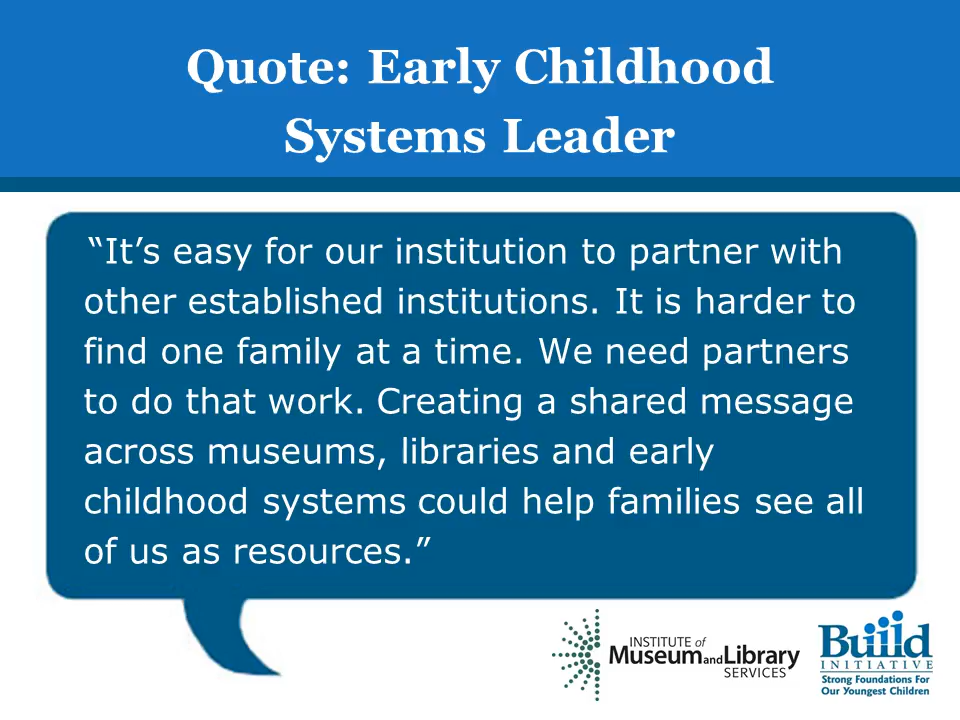 Quote: Early Childhood
Systems Leader
“It’s easy for our institution to partner with
other established institutions. It is harder to
find one family at a time. We need partners
to do that work. Creating a shared message
across museums, libraries and early
childhood systems could help families see all
of us as resources.”
INSTITUTE of
Museum and Library
SERVICES
Build
INITIATIVE
Strong Foundations For
Our Youngest Children